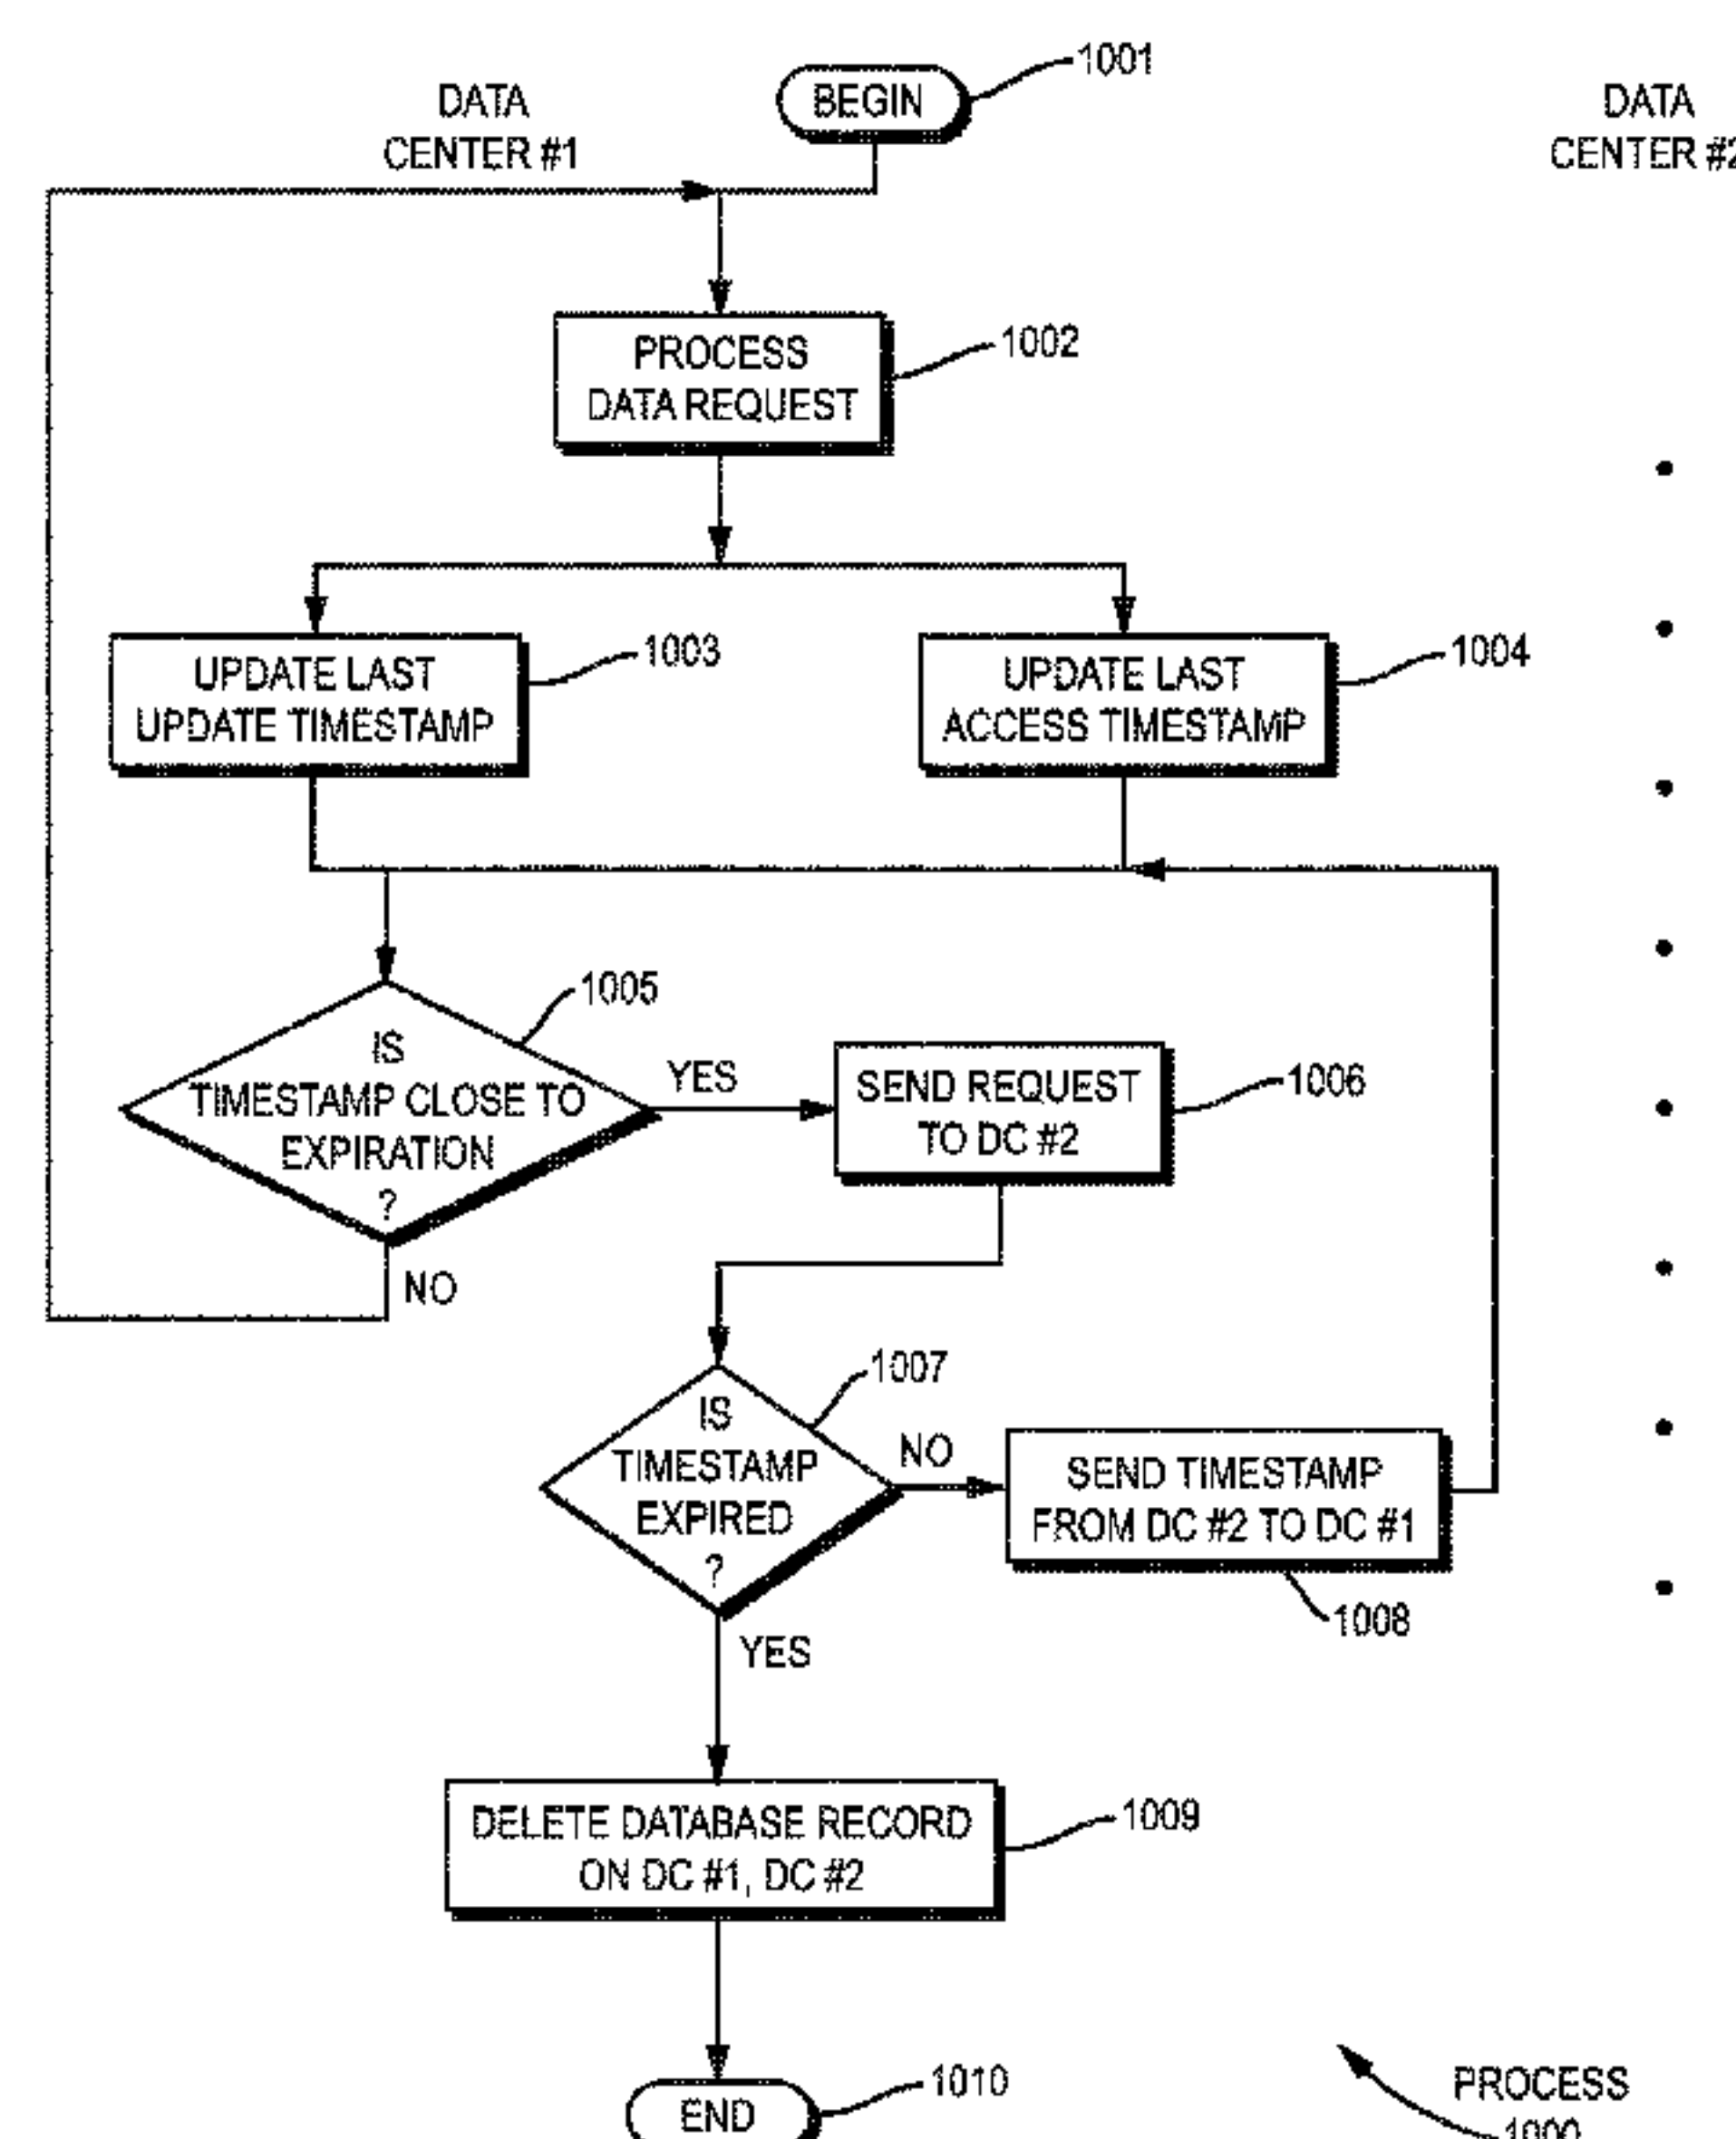 1001
BEGIN
DATA
CENTER #1
DATA
CENTER #2
PROCESS
DATA REQUEST
1002
UPDATE LAST
UPDATE TIMESTAMP
1003
UPDATE LAST
ACCESS TIMESTAMP
1004
IS
TIMESTAMP CLOSE TO
EXPIRATION
?
1005
YES
NO
SEND REQUEST
TO DC #2
1006
IS
TIMESTAMP
EXPIRED
?
1007
NO
YES
SEND TIMESTAMP
FROM DC #2 TO DC #1
1008
DELETE DATABASE RECORD
ON DC #1, DC #2
1009
END
1010
PROCESS
1000